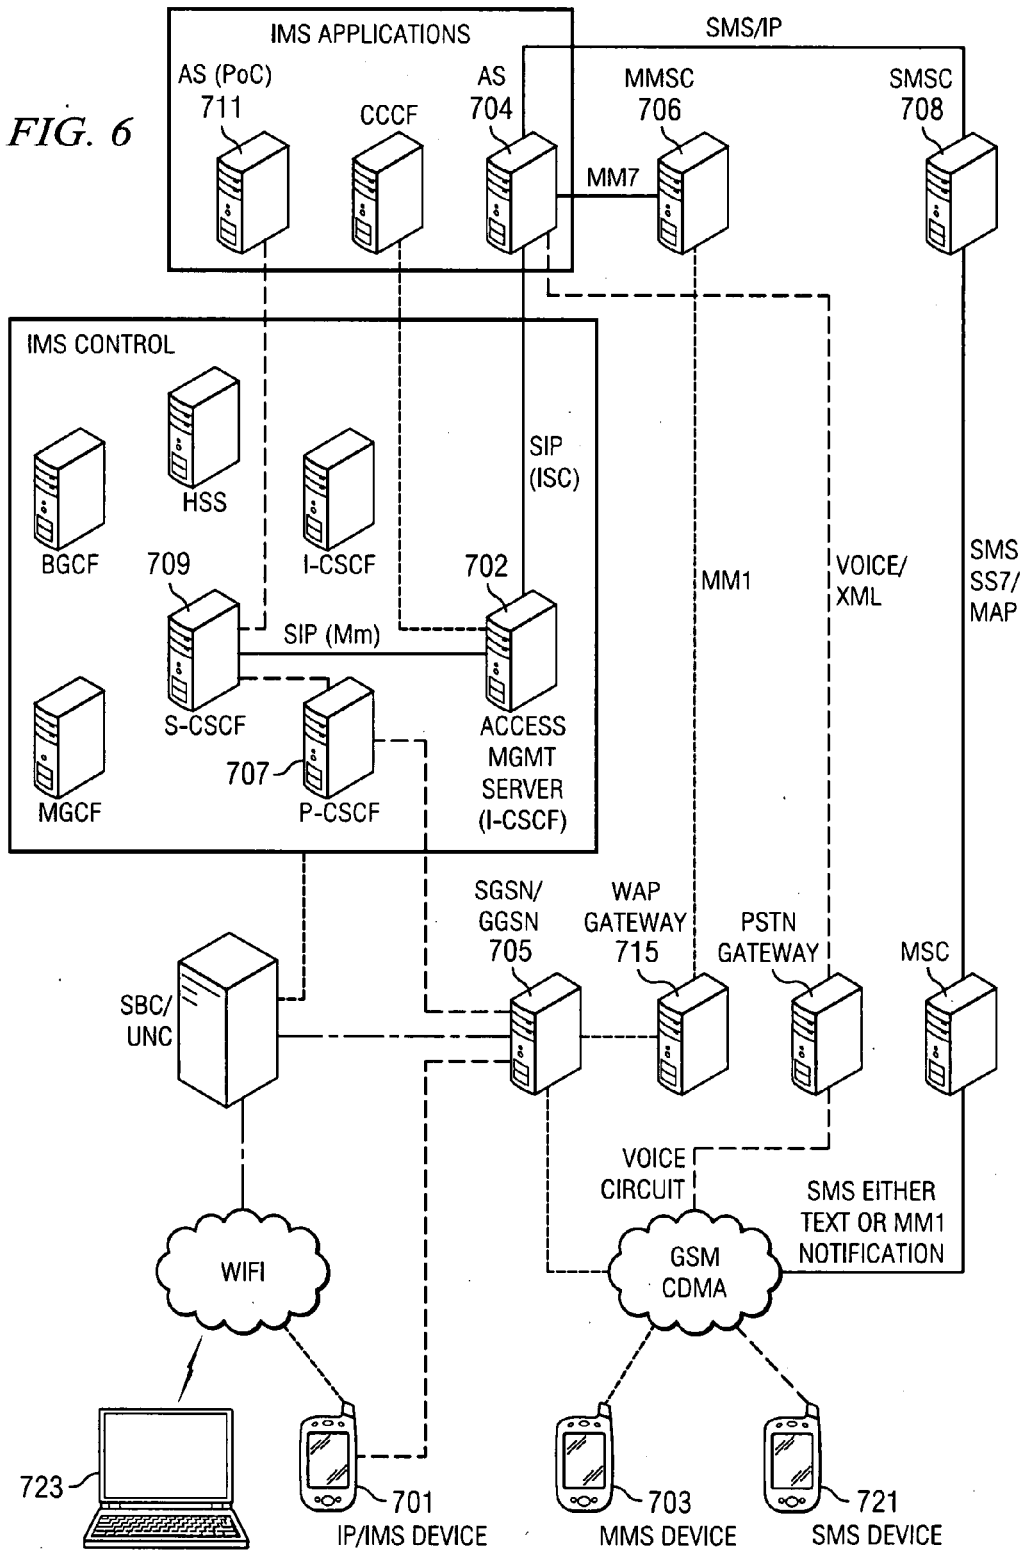 FIG. 6
IMS APPLICATIONS
SMS/IP
AS (PoC)
711
CCCF
AS
704
MMSC
706
SMSC
708
MM7
IMS CONTROL
HSS
BGCF
I-CSCF
SIP
(ISC)
709
702
SIP (Mm)
S-CSCF
707
P-CSCF
MGCF
ACCESS
MGMT
SERVER
(I-CSCF)
MM1
VOICE/
XML
SMS
SS7/
MAP
SGSN/
GGSN
705
WAP
GATEWAY
715
PSTN
GATEWAY
MSC
SBC/
UNC
VOICE
CIRCUIT
SMS EITHER
TEXT OR MM1
NOTIFICATION
WIFI
GSM
CDMA
723
701
IP/IMS DEVICE
703
MMS DEVICE
721
SMS DEVICE